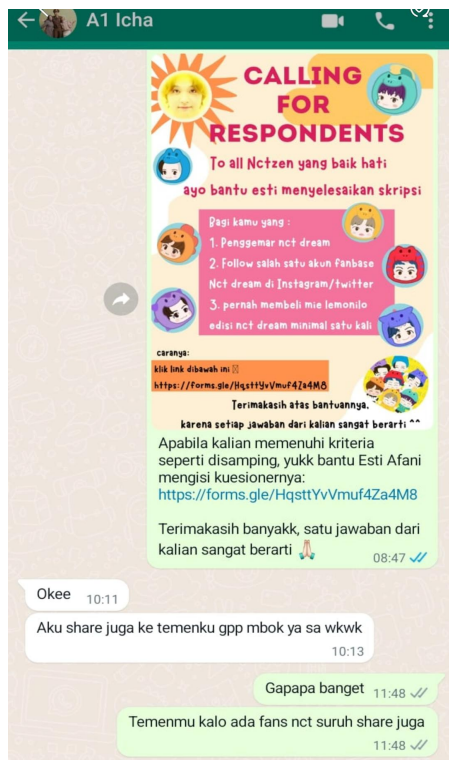 A1 Icha
CALLING
FOR
RESPONDENTS
To all Nctzen yang baik hati
ayo bantu esti menyelesaikan skripsi
Bagi kamu yang :
1. Penggemar nct dream
2. Follow salah satu akun fanbase
Nct dream di Instagram/twitter
3. pernah membeli mie lemonilo
edisi nct dream minimal satu kali
caranya:
klik link dibawah ini
https://forms.gle/HqsttYvVmuf4Za4M8
Terimakasih atas bantuannya.
karena setiap jawaban dari kalian sangat berarti ^^
Apabila kalian memenuhi kriteria
seperti disamping, yukk bantu Esti Afani
mengisi kuesionernya:
https://forms.gle/HqsttYvVmuf4Za4M8
Terimakasih banyakk, satu jawaban dari
kalian sangat berarti 🙏🏻
08:47
Okee 10:11
Aku share juga ke temenku gpp mbok ya sa wkwk
10:13
Gapapa banget 11:48
Temenmu kalo ada fans nct suruh share juga
11:48